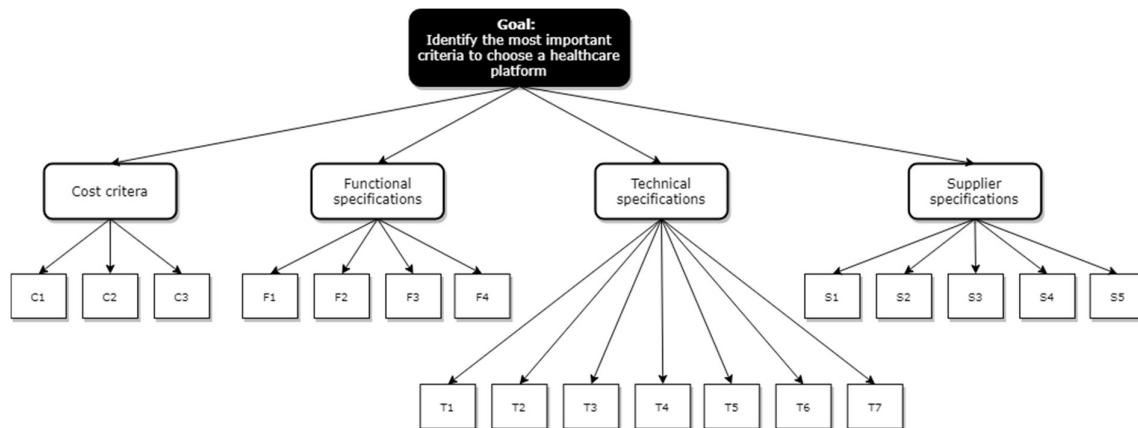 Goal:
Identify the most important
criteria to choose a healthcare
platform
Cost critera
Functional
specifications
Technical
specifications
Supplier
specifications
C1
C2
C3
F1
F2
F3
F4
S1
S2
S3
S4
S5
T1
T2
T3
T4
T5
T6
T7